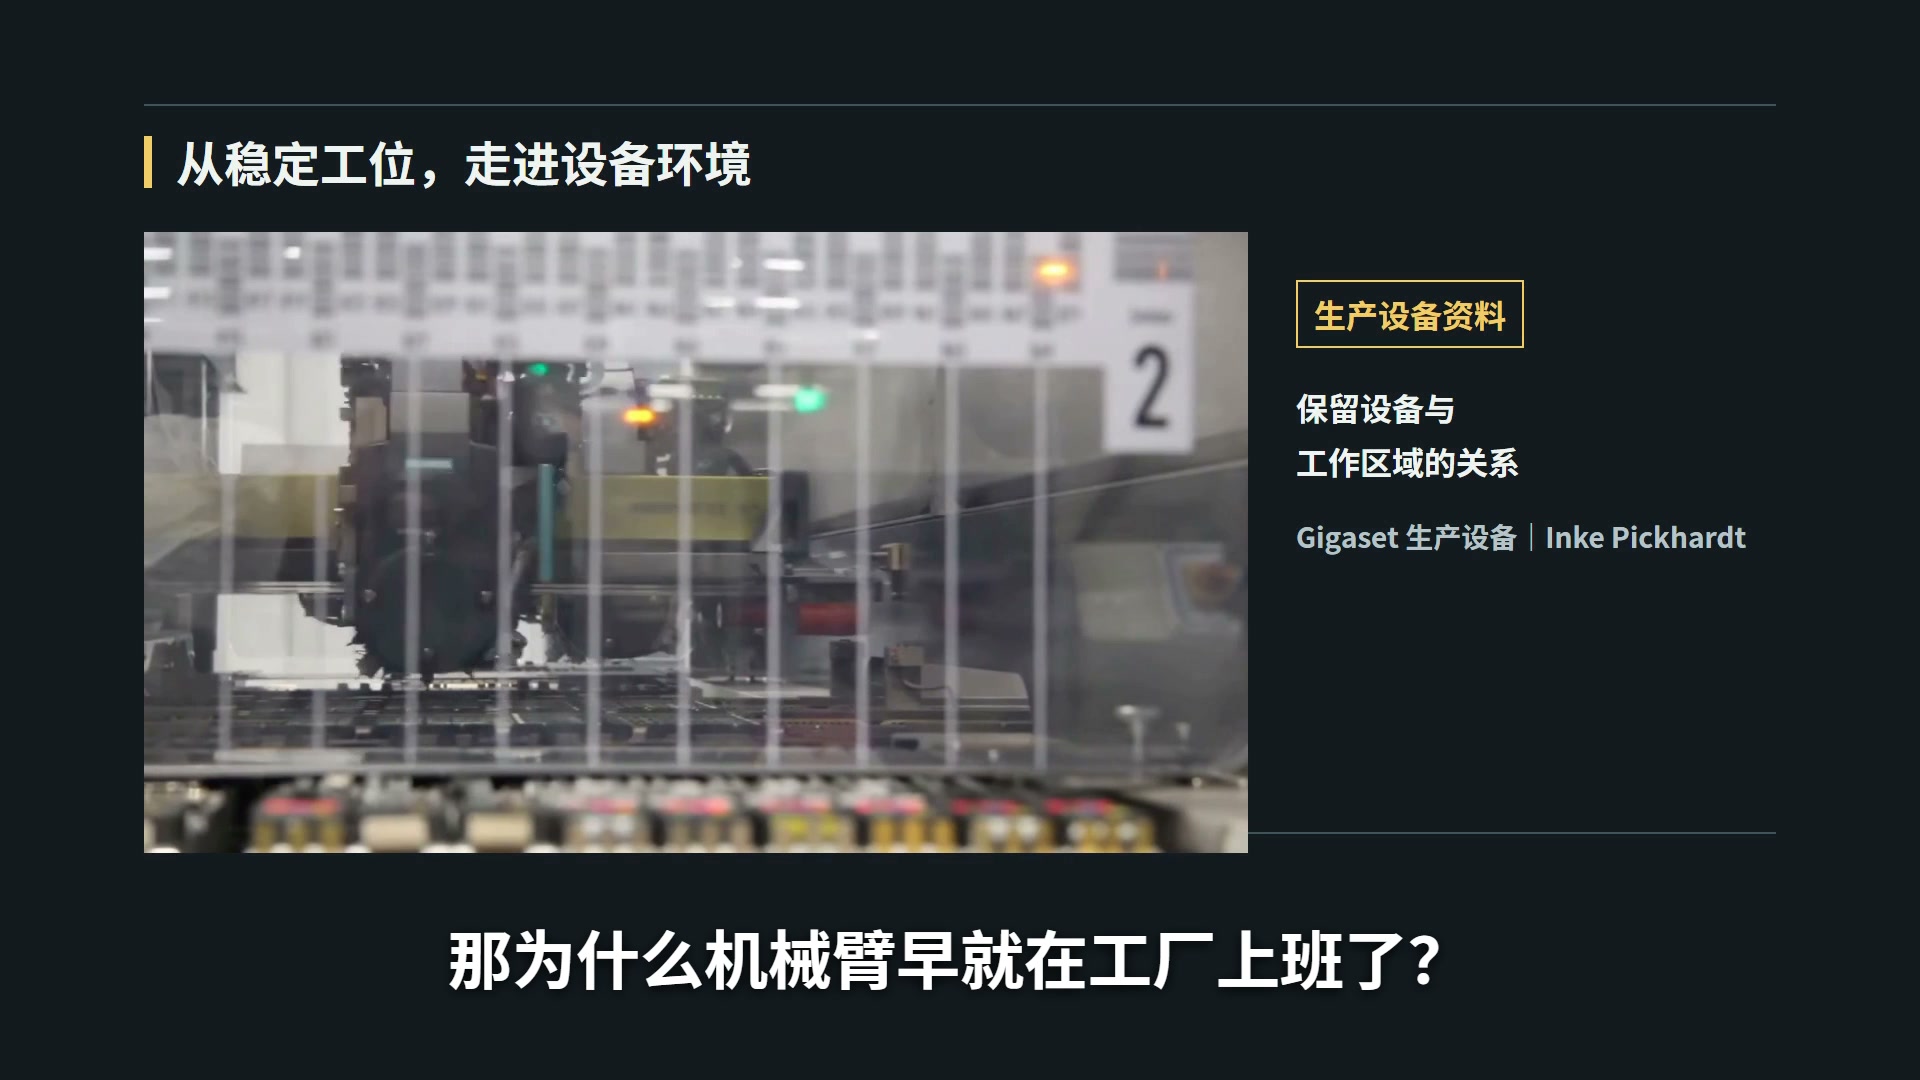 从稳定工位，走进设备环境
2
生产设备资料
保留设备与
工作区域的关系
Gigaset 生产设备｜Inke Pickhardt
那为什么机械臂早就在工厂上班了？